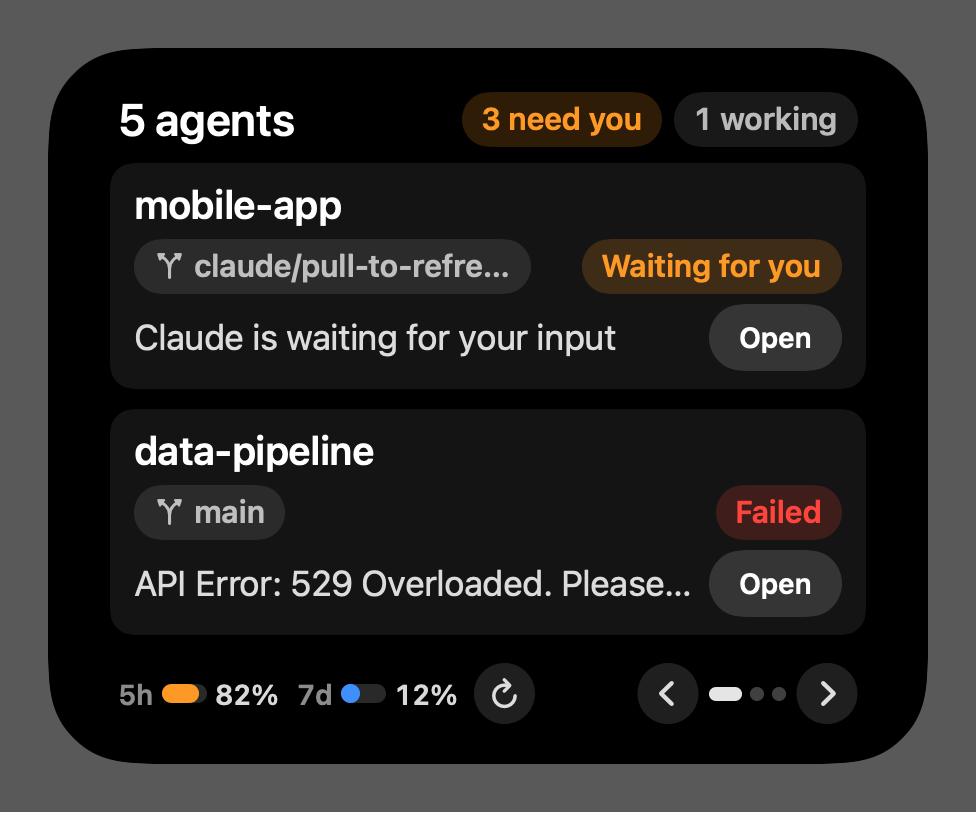 5 agents 3 need you 1 working
mobile-app
claude/pull-to-refre... Waiting for you
Claude is waiting for your input Open
data-pipeline
main Failed
API Error: 529 Overloaded. Please... Open
5h 82% 7d 12%